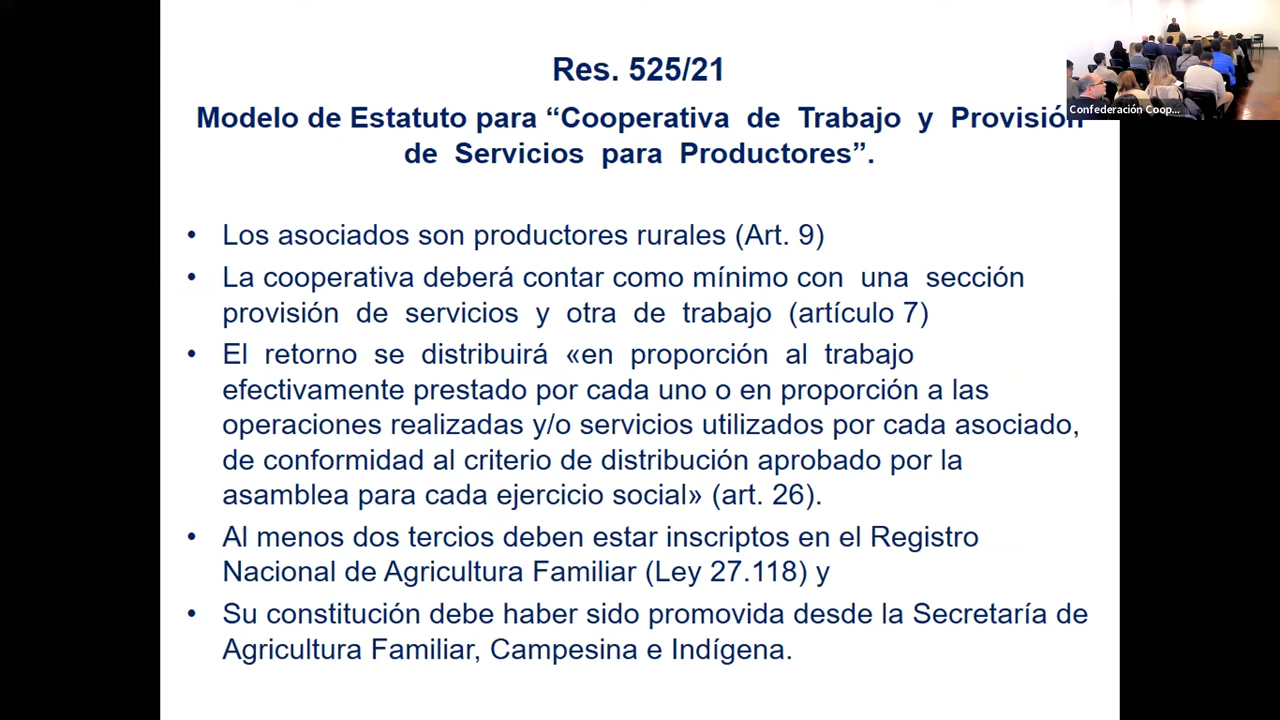 Res. 525/21
Modelo de Estatuto para “Cooperativa de Trabajo y Provisión
de Servicios para Productores”.
• Los asociados son productores rurales (Art. 9)
• La cooperativa deberá contar como mínimo con una sección
provisión de servicios y otra de trabajo (artículo 7)
• El retorno se distribuirá «en proporción al trabajo
efectivamente prestado por cada uno o en proporción a las
operaciones realizadas y/o servicios utilizados por cada asociado,
de conformidad al criterio de distribución aprobado por la
asamblea para cada ejercicio social» (art. 26).
• Al menos dos tercios deben estar inscriptos en el Registro
Nacional de Agricultura Familiar (Ley 27.118) y
• Su constitución debe haber sido promovida desde la Secretaría de
Agricultura Familiar, Campesina e Indígena.
Confederación Coop...